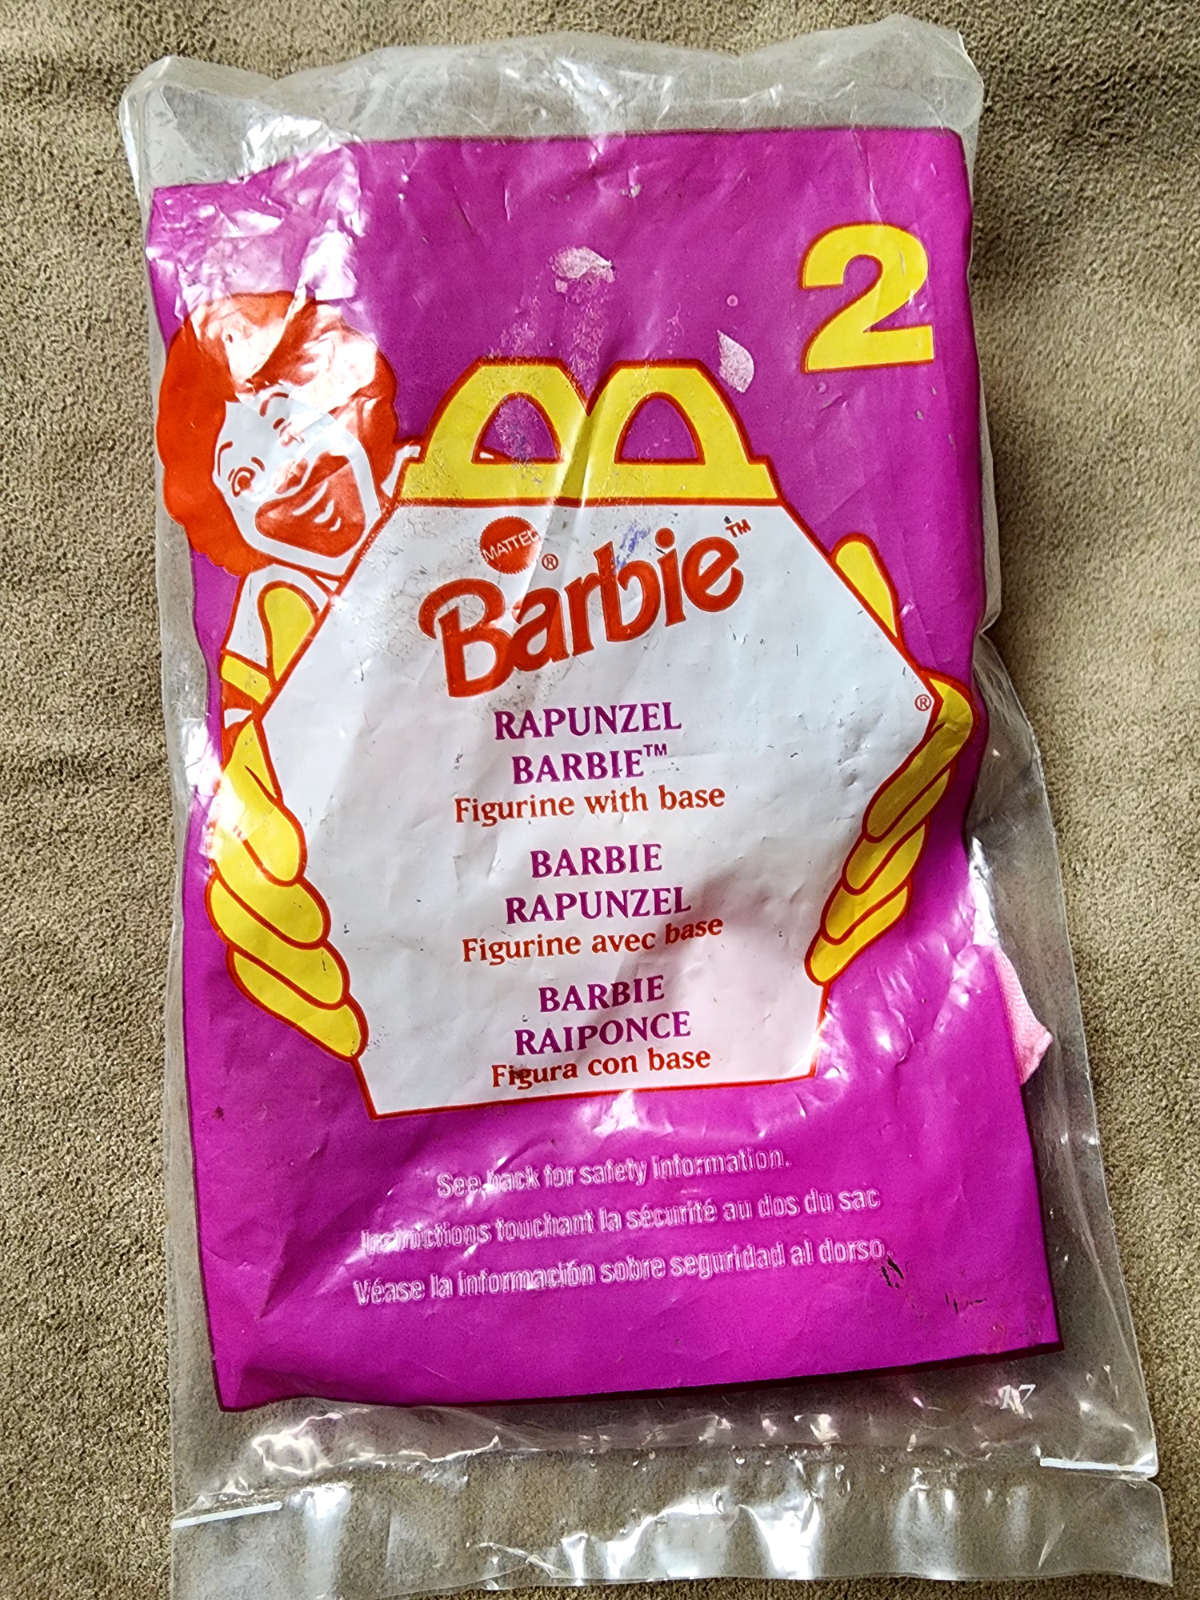 2
MATTEL
®
Barbie™
®
RAPUNZEL
BARBIE™
Figurine with base
BARBIE
RAPUNZEL
Figurine avec base
BARBIE
RAIPONCE
Figura con base
See back for safety information.
Instructions touchant la sécurité au dos du sac
Véase la información sobre seguridad al dorso.
17